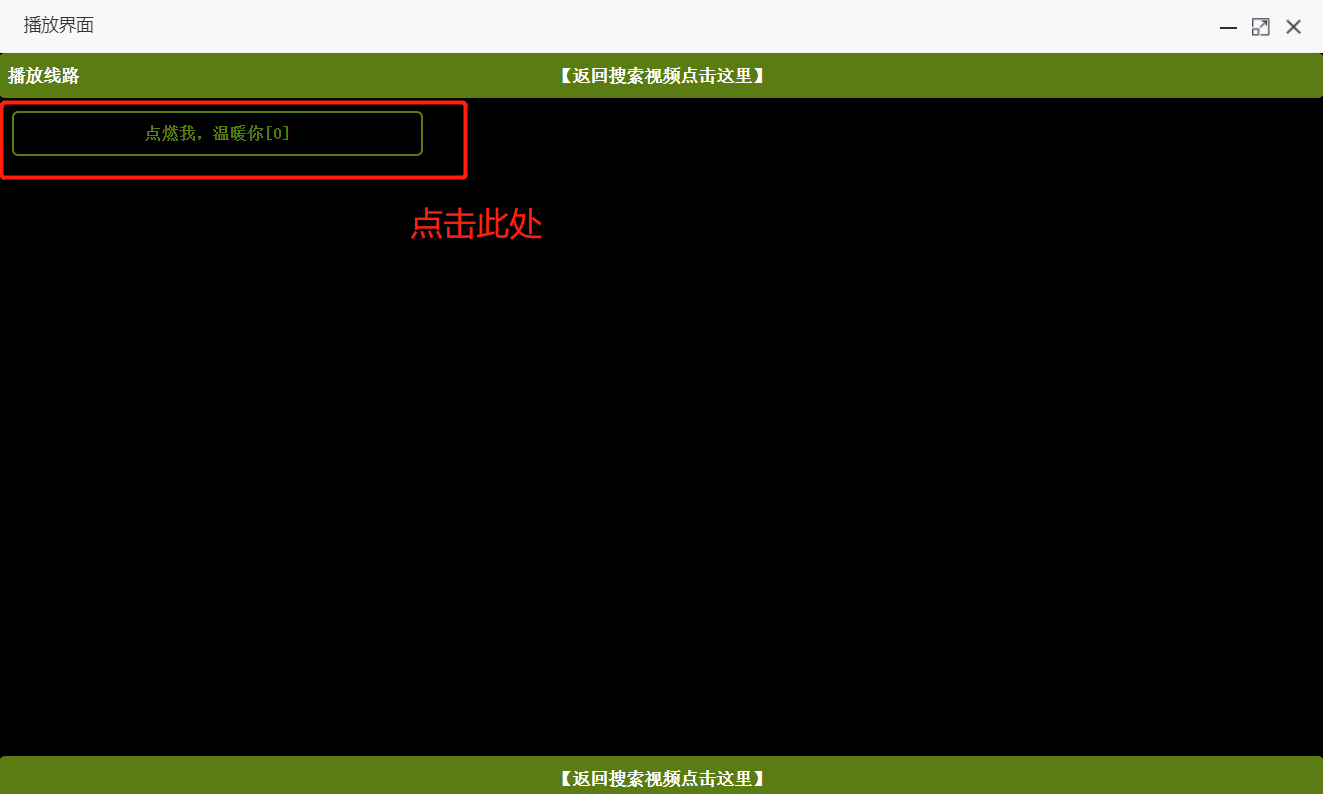 播放界面
播放线路
【返回搜索视频点击这里】
点燃我，温暖你[0]
点击此处
【返回搜索视频点击这里】